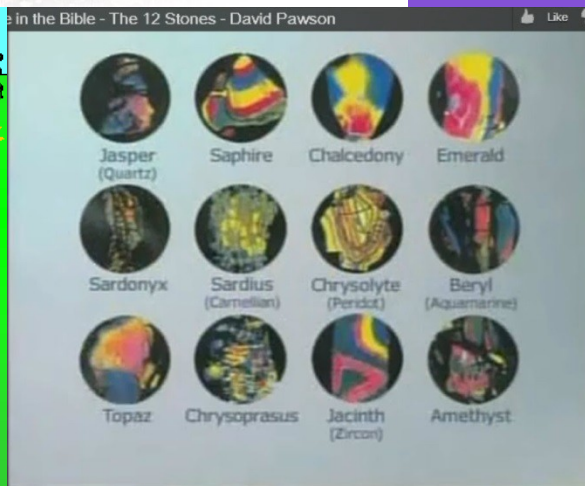 e in the Bible - The 12 Stones - David Pawson
Like
Jasper Saphire Chalcedony Emerald
(Quartz)
Sardonyx Sardius Chrysolyte Beryl
(Carnellian) (Peridot) (Aquamarine)
Topaz Chrysoprasus Jacinth Amethyst
(Zircon)